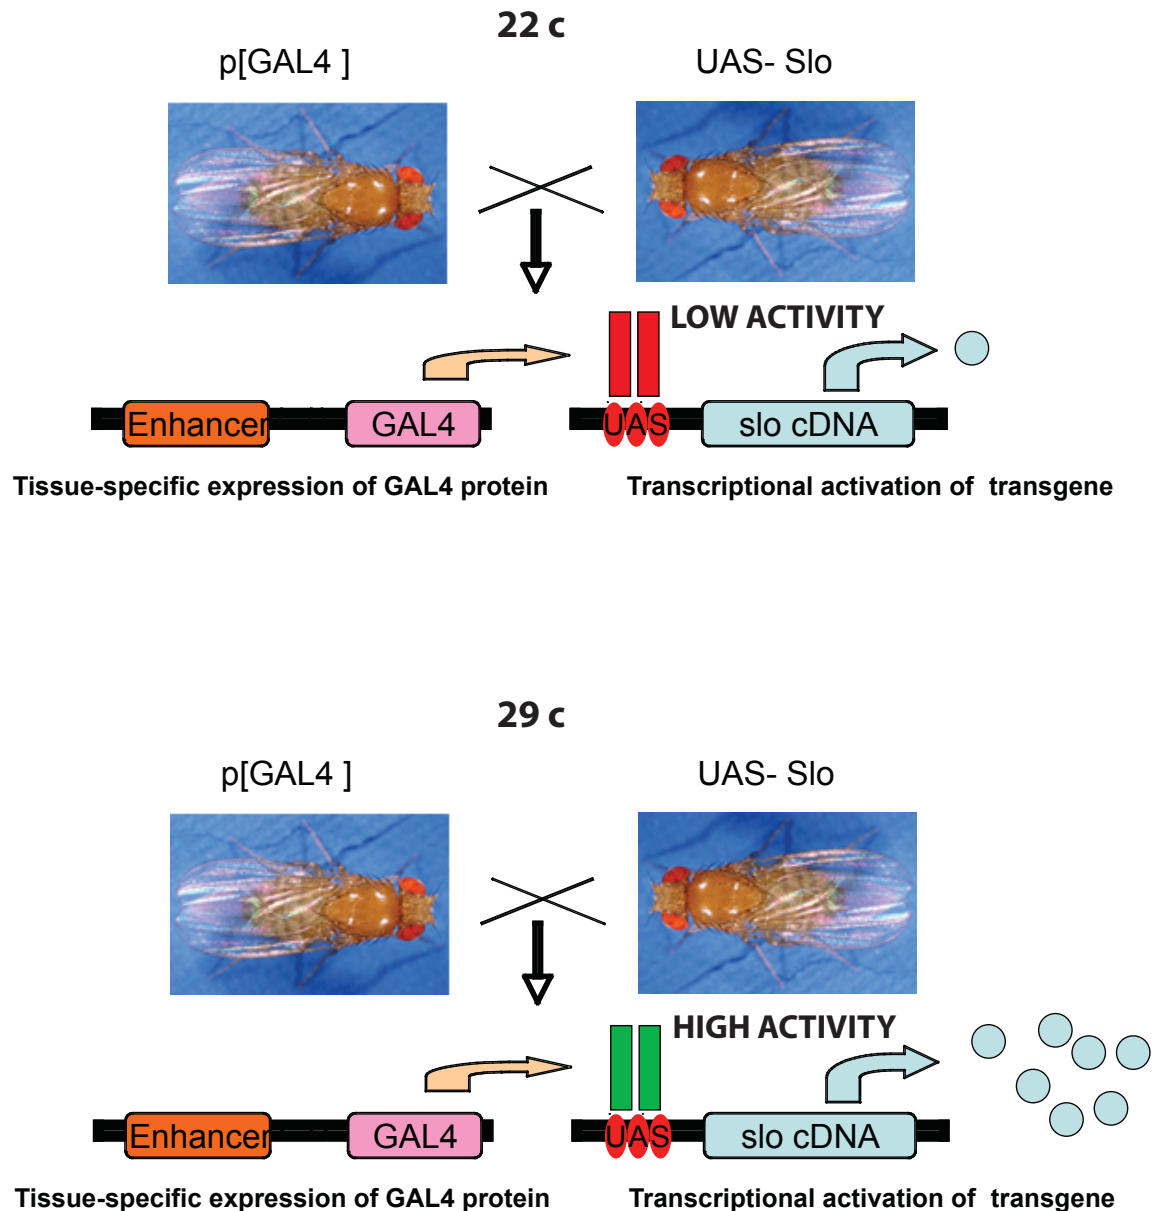 22 c
p[GAL4 ]
UAS- Slo
LOW ACTIVITY
Enhancer
GAL4
UAS
slo cDNA
Tissue-specific expression of GAL4 protein
Transcriptional activation of transgene
29 c
p[GAL4 ]
UAS- Slo
HIGH ACTIVITY
Enhancer
GAL4
UAS
slo cDNA
Tissue-specific expression of GAL4 protein
Transcriptional activation of transgene